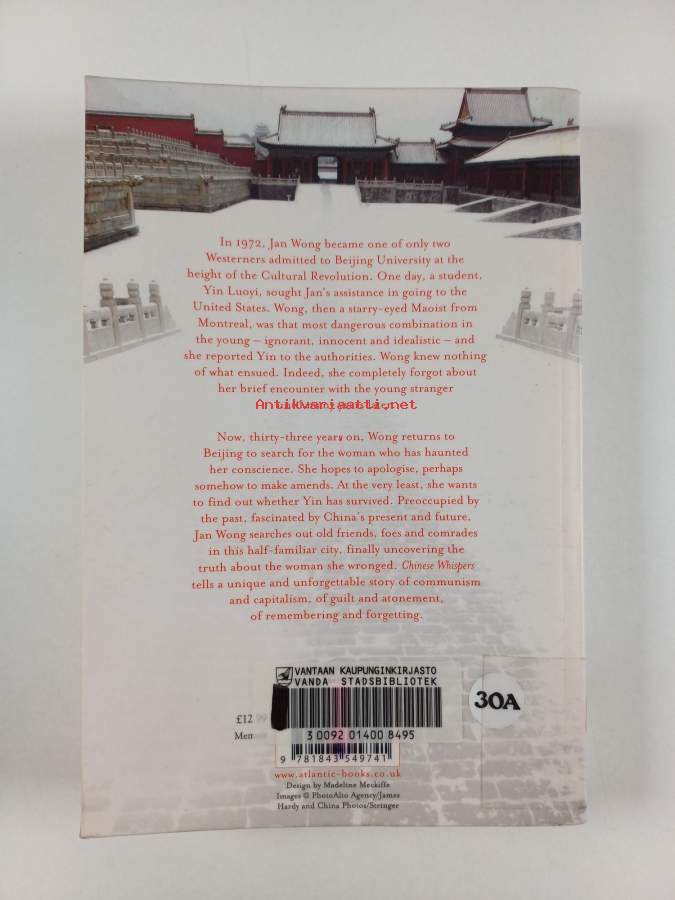 In 1972, Jan Wong became one of only two
Westerners admitted to Beijing University at the
height of the Cultural Revolution. One day, a student,
Yin Luoyi, sought Jan's assistance in going to the
United States. Wong, then a starry-eyed Maoist from
Montreal, was that most dangerous combination in
the young – ignorant, innocent and idealistic – and
she reported Yin to the authorities. Wong knew nothing
of what ensued. Indeed, she completely forgot about
her brief encounter with the young stranger
Antikvariaatti.net
Now, thirty-three years on, Wong returns to
Beijing to search for the woman who has haunted
her conscience. She hopes to apologise, perhaps
somehow to make amends. At the very least, she wants
to find out whether Yin has survived. Preoccupied by
the past, fascinated by China's present and future,
Jan Wong searches out old friends, foes and comrades
in this half-familiar city, finally uncovering the
truth about the woman she wronged. Chinese Whispers
tells a unique and unforgettable story of communism
and capitalism, of guilt and atonement,
of remembering and forgetting.
VANTAAN KAUPUNGINKIRJASTO
VANDA STADSBIBLIOTEK
30A
£12.99
3 0092 01400 8495
9 781843 549741
www.atlantic-books.co.uk
Design by Madeline Meckiffe
Images © PhotoAlto Agency/James
Hardy and China Photos/Stringer